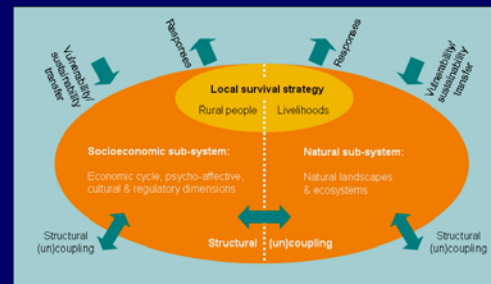 Responses
Responses
Vulnerability/
sustainability
transfer
Vulnerability/
sustainability
transfer
Local survival strategy
Rural people
Livelihoods
Socioeconomic sub-system:
Economic cycle, psycho-affective,
cultural & regulatory dimensions
Natural sub-system:
Natural landscapes
& ecosystems
Structural
(un)coupling
Structural (un)coupling
Structural
(un)coupling